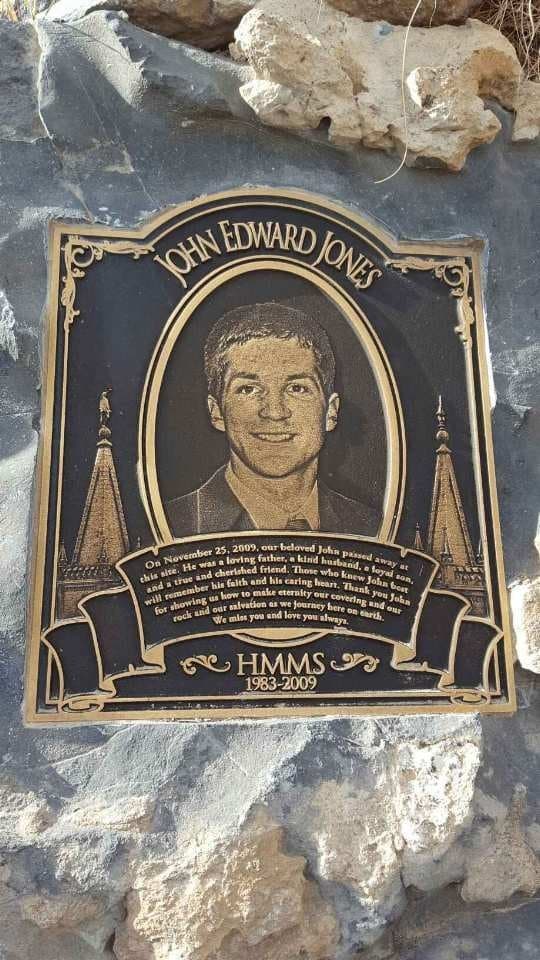 JOHN EDWARD JONES
On November 25, 2009, our beloved John passed away at
this site. He was a loving father, a kind husband, a loyal son,
and a true and cherished friend. Those who knew John best
will remember his faith and his caring heart. Thank you John
for showing us how to make eternity our covering and our
rock and our salvation as we journey here on earth.
We miss you and love you always.
HMMS
1983-2009